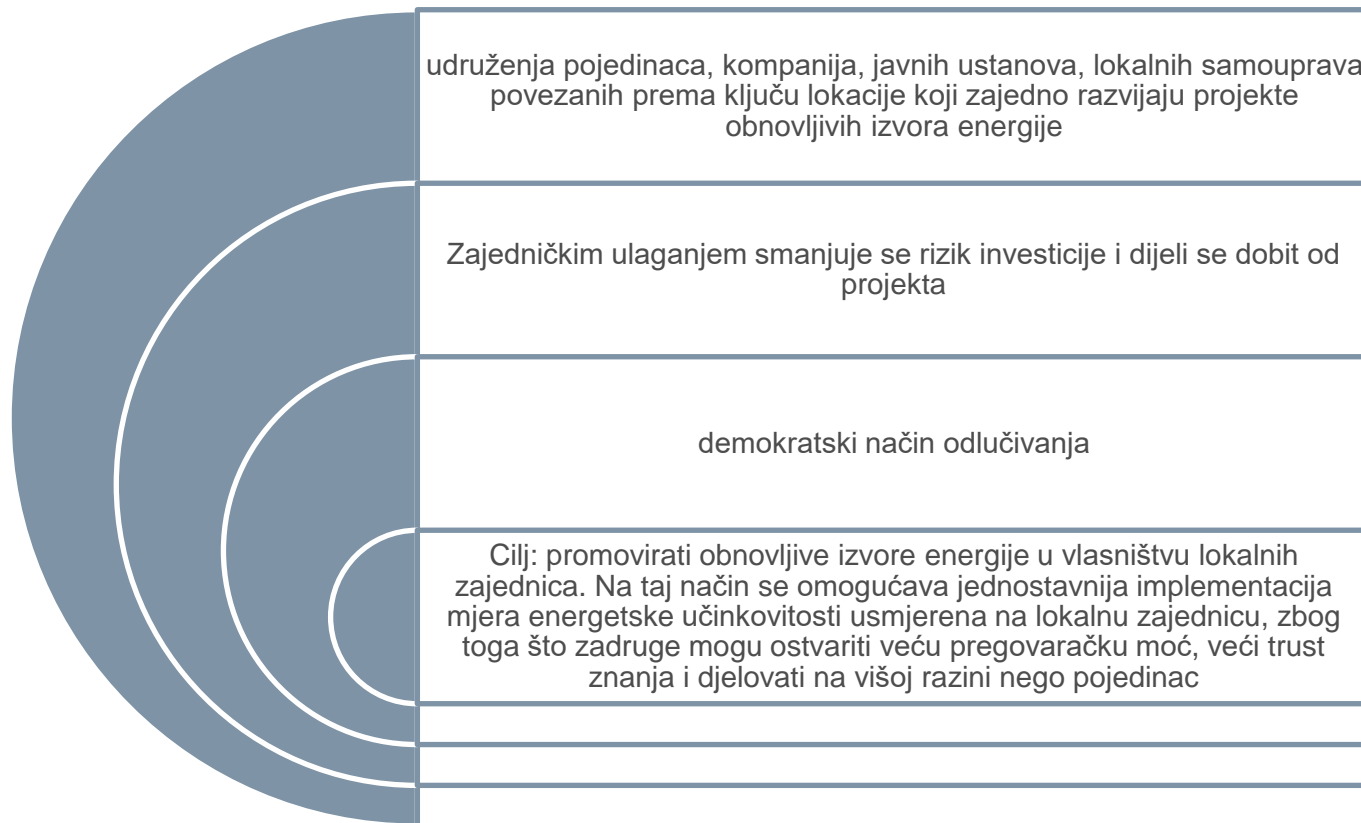 udruženja pojedinaca, kompanija, javnih ustanova, lokalnih samouprava
povezanih prema ključu lokacije koji zajedno razvijaju projekte
obnovljivih izvora energije
Zajedničkim ulaganjem smanjuje se rizik investicije i dijeli se dobit od
projekta
demokratski način odlučivanja
Cilj: promovirati obnovljive izvore energije u vlasništvu lokalnih
zajednica. Na taj način se omogućava jednostavnija implementacija
mjera energetske učinkovitosti usmjerena na lokalnu zajednicu, zbog
toga što zadruge mogu ostvariti veću pregovaračku moć, veći trust
znanja i djelovati na višoj razini nego pojedinac